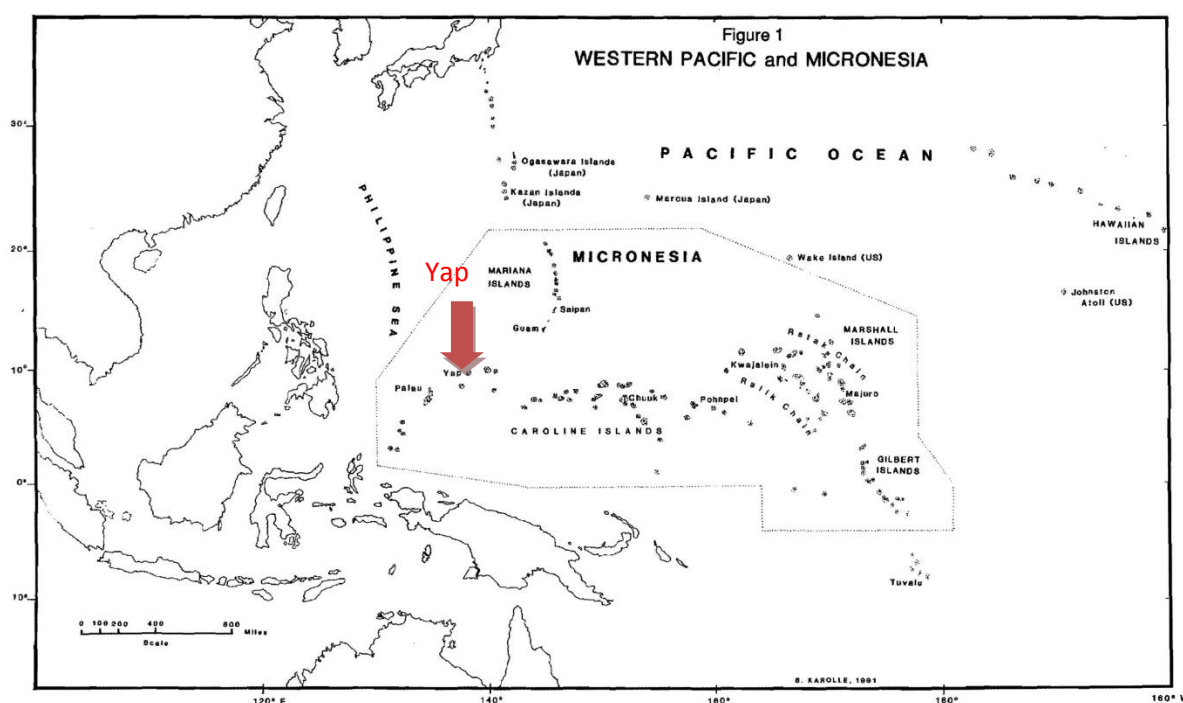 Figure 1
WESTERN PACIFIC and MICRONESIA
30°
PACIFIC OCEAN
Ogasawara Islands
(Japan)
PHILIPPINE SEA
Kazan Islands
(Japan)
Marcus Island (Japan)
HAWAIIAN
ISLANDS
20°
MICRONESIA
Wake Island (US)
Yap
MARIANA
ISLANDS
Johnston
Atoll (US)
Saipan
Guam
Ratak Chain
MARSHALL
ISLANDS
10°
Yap
Kwajalein
Palau
Ralik Chain
Majuro
Chuuk
Pohnpei
CAROLINE ISLANDS
GILBERT
ISLANDS
0°
Tuvalu
10°
0 100 200 400 800
Miles
Scale
B. KAROLLE, 1991
120° E
140°
160°
180°
160° W